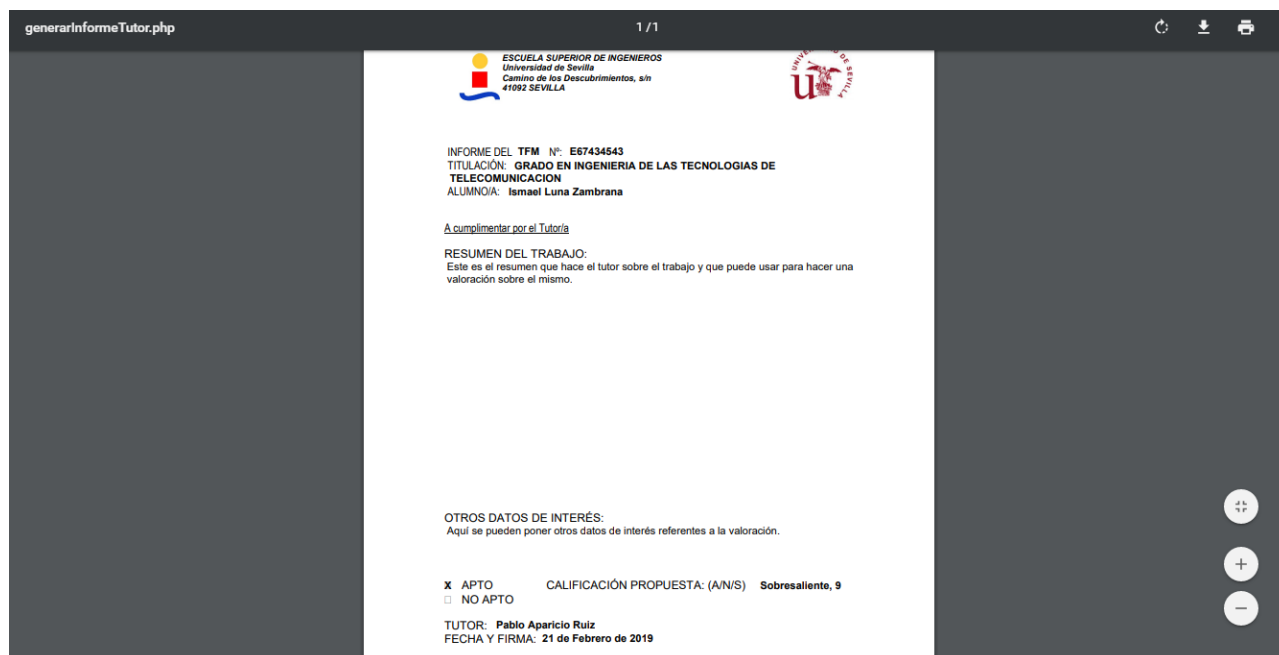 generarInformeTutor.php
1 / 1
ESCUELA SUPERIOR DE INGENIEROS
Universidad de Sevilla
Camino de los Descubrimientos, s/n
41092 SEVILLA
UNIVERSIDAD DE SEVILLA
INFORME DEL TFM Nº: E67434543
TITULACIÓN: GRADO EN INGENIERIA DE LAS TECNOLOGIAS DE
TELECOMUNICACION
ALUMNO/A: Ismael Luna Zambrana
A cumplimentar por el Tutor/a
RESUMEN DEL TRABAJO:
Este es el resumen que hace el tutor sobre el trabajo y que puede usar para hacer una
valoración sobre el mismo.
OTROS DATOS DE INTERÉS:
Aquí se pueden poner otros datos de interés referentes a la valoración.
X APTO CALIFICACIÓN PROPUESTA: (A/N/S) Sobresaliente, 9
NO APTO
TUTOR: Pablo Aparicio Ruiz
FECHA Y FIRMA: 21 de Febrero de 2019